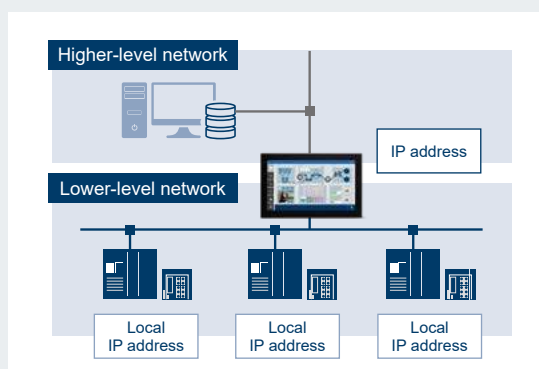 Higher-level network
IP address
Lower-level network
Local
IP address
Local
IP address
Local
IP address